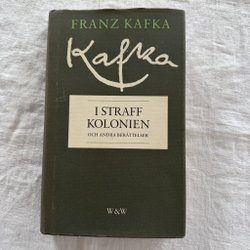 FRANZ KAFKA
Kafka
I STRAFF
KOLONIEN
OCH ANDRA BERÄTTELSER
W&W